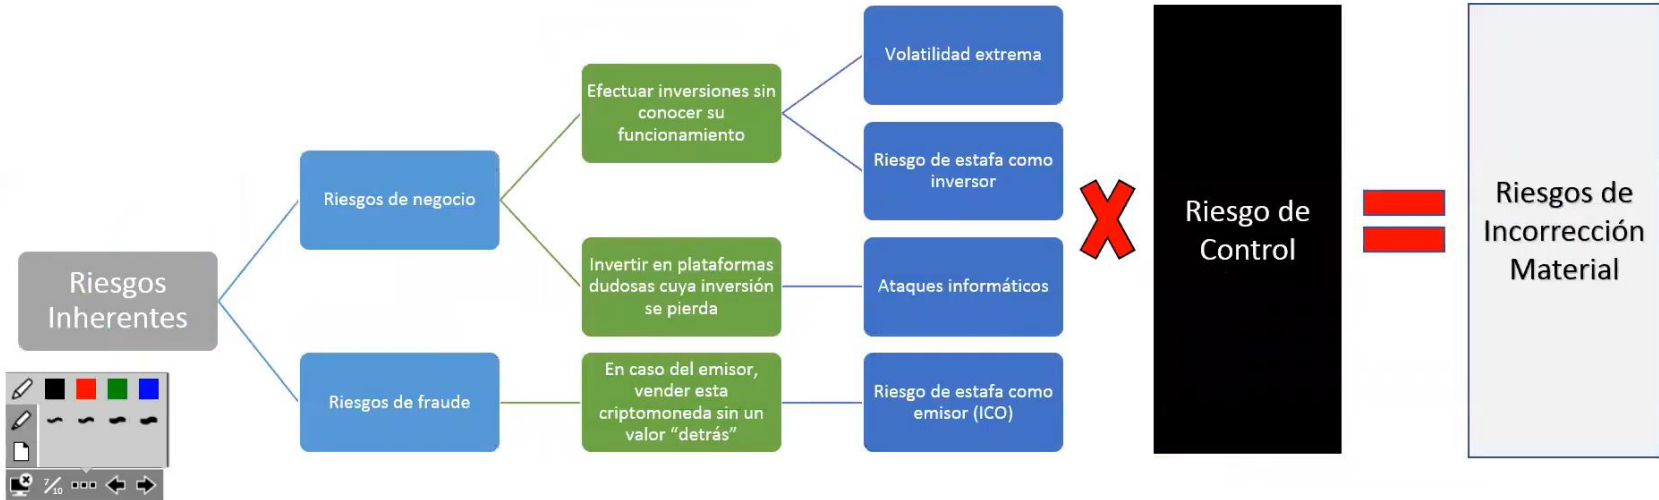 Riesgos
Inherentes
Riesgos de negocio
Riesgos de fraude
Efectuar inversiones sin
conocer su
funcionamiento
Invertir en plataformas
dudosas cuya inversión
se pierda
En caso del emisor,
vender esta
criptomoneda sin un
valor “detrás”
Volatilidad extrema
Riesgo de estafa como
inversor
Ataques informáticos
Riesgo de estafa como
emisor (ICO)
Riesgo de
Control
Riesgos de
Incorrección
Material
7/10